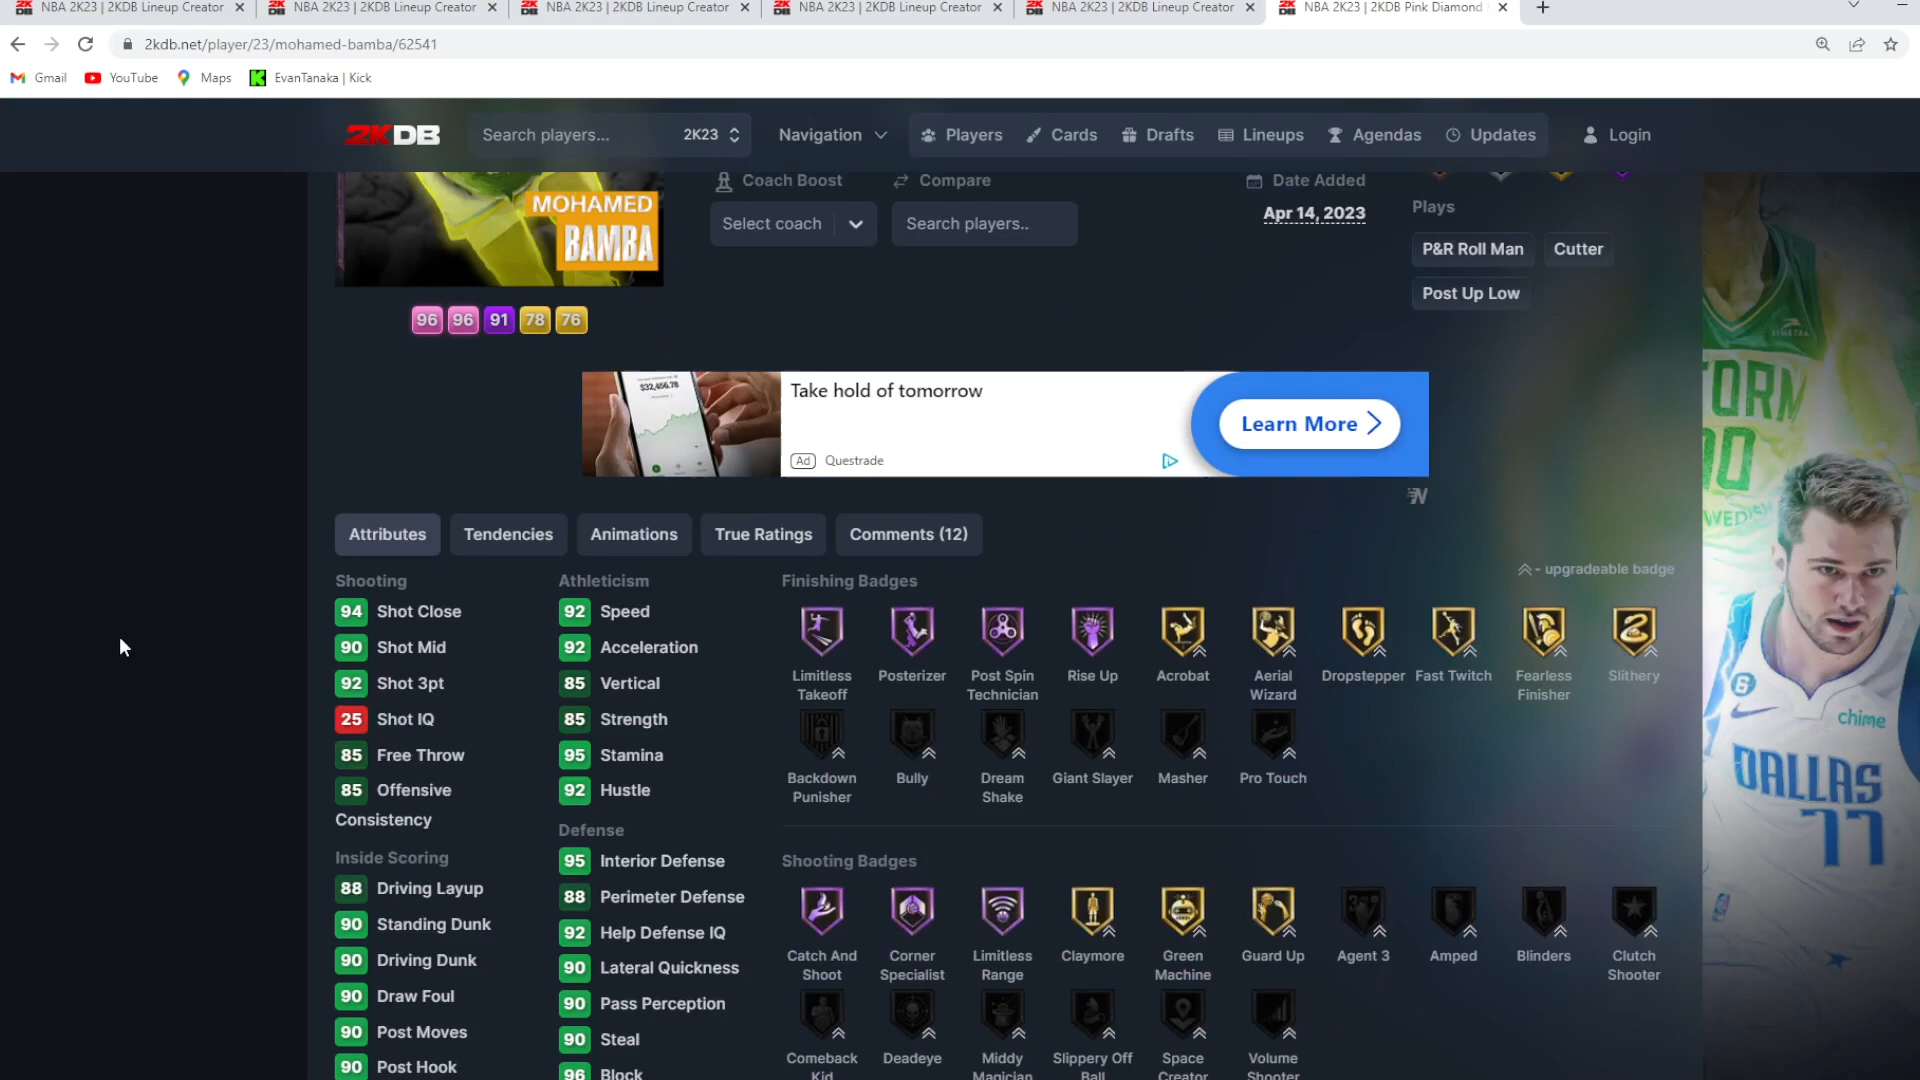 NBA 2K23 | 2KDB Lineup Creator
NBA 2K23 | 2KDB Lineup Creator
NBA 2K23 | 2KDB Lineup Creator
NBA 2K23 | 2KDB Lineup Creator
NBA 2K23 | 2KDB Lineup Creator
NBA 2K23 | 2KDB Pink Diamond
2kdb.net/player/23/mohamed-bamba/62541
Gmail YouTube Maps EvanTanaka | Kick
2KDB Search players... 2K23 Navigation Players Cards Drafts Lineups Agendas Updates Login
MOHAMED
BAMBA
Coach Boost Compare Date Added
Select coach Search players.. Apr 14, 2023
Plays
P&R Roll Man Cutter
Post Up Low
96 96 91 78 76
$32,456.78
Take hold of tomorrow
Learn More
Ad Questrade
Attributes Tendencies Animations True Ratings Comments (12)
Shooting
94 Shot Close
90 Shot Mid
92 Shot 3pt
25 Shot IQ
85 Free Throw
85 Offensive
Consistency
Inside Scoring
88 Driving Layup
90 Standing Dunk
90 Driving Dunk
90 Draw Foul
90 Post Moves
90 Post Hook
Athleticism
92 Speed
92 Acceleration
85 Vertical
85 Strength
95 Stamina
92 Hustle
Defense
95 Interior Defense
88 Perimeter Defense
92 Help Defense IQ
90 Lateral Quickness
90 Pass Perception
90 Steal
96 Block
Finishing Badges
- upgradeable badge
Limitless Takeoff
Posterizer
Post Spin Technician
Rise Up
Acrobat
Aerial Wizard
Dropstepper
Fast Twitch
Fearless Finisher
Slithery
Backdown Punisher
Bully
Dream Shake
Giant Slayer
Masher
Pro Touch
Shooting Badges
Catch And Shoot
Corner Specialist
Limitless Range
Claymore
Green Machine
Guard Up
Agent 3
Amped
Blinders
Clutch Shooter
Comeback Kid
Deadeye
Middy Magician
Slippery Off Ball
Space Creator
Volume Shooter
6
chime
DALLAS
77